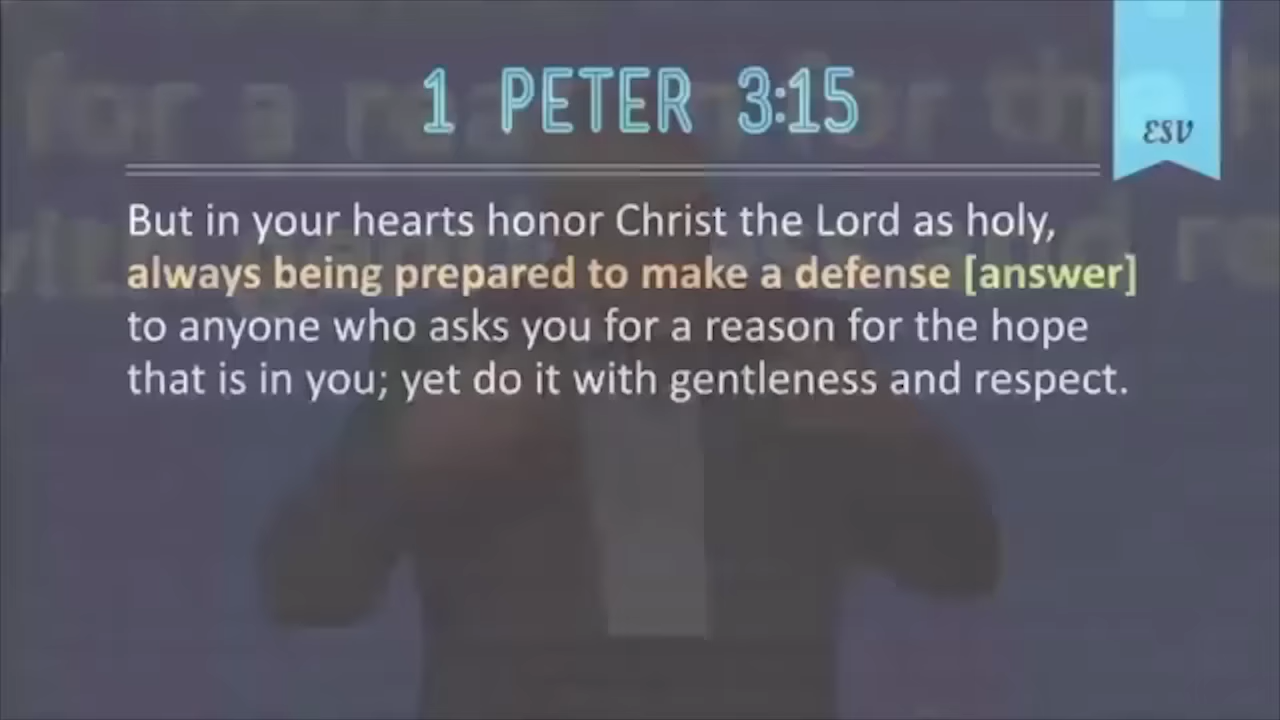 1 PETER 3:15
ESV
But in your hearts honor Christ the Lord as holy,
always being prepared to make a defense [answer]
to anyone who asks you for a reason for the hope
that is in you; yet do it with gentleness and respect.